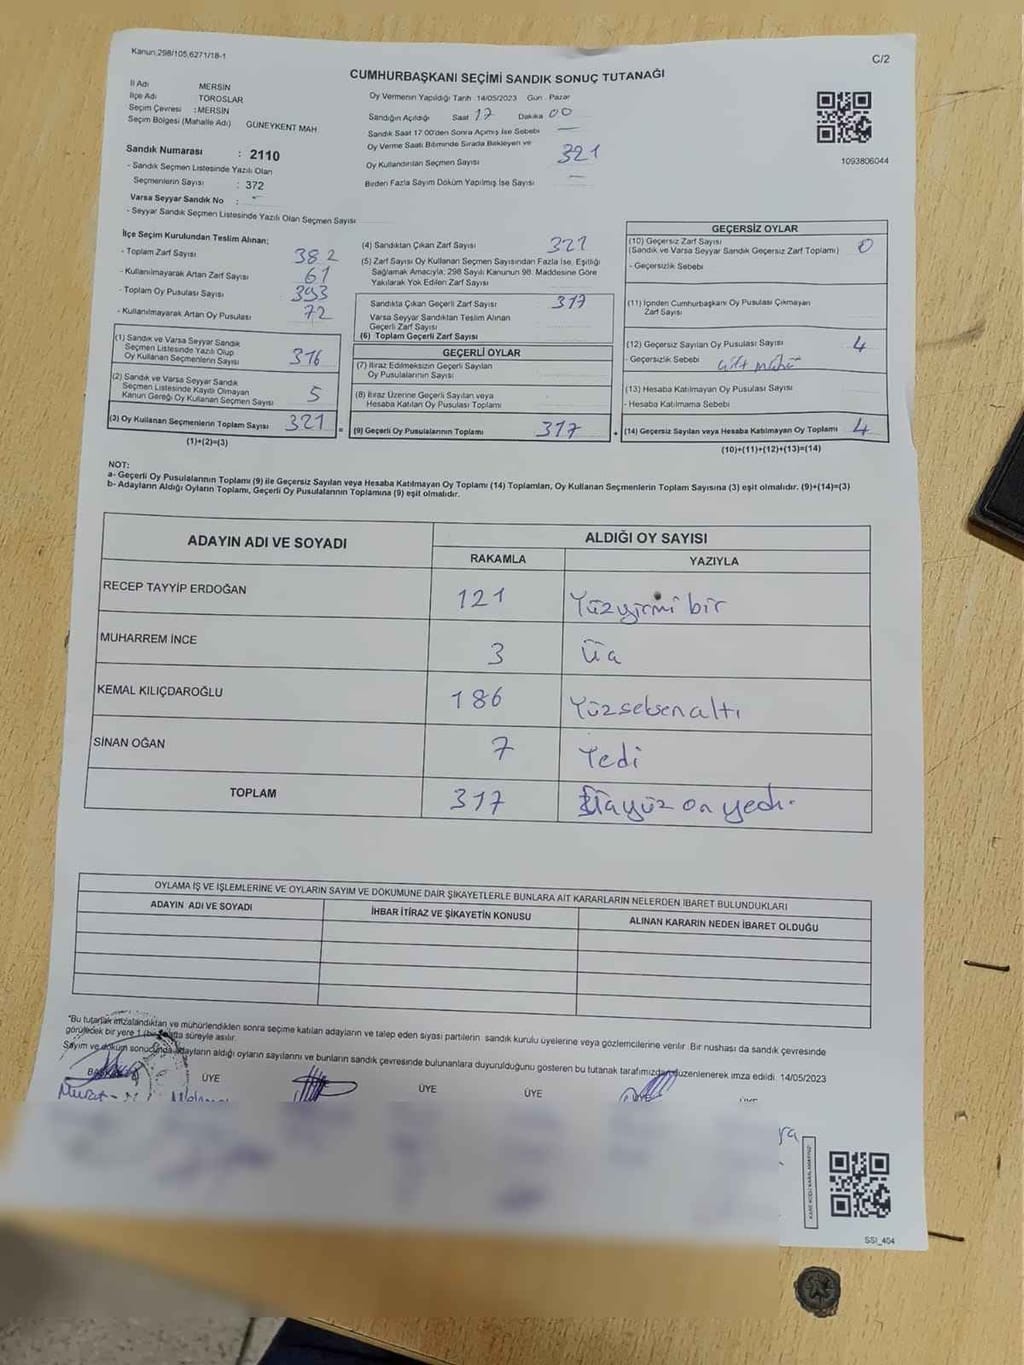 Kanun,298/105,6271/18-1
C/2
CUMHURBAŞKANI SEÇİMİ SANDIK SONUÇ TUTANAĞI
İl Adı MERSİN
İlçe Adı TOROSLAR
Seçim Çevresi : MERSİN
Seçim Bölgesi (Mahalle Adı) GÜNEYKENT MAH
Sandık Numarası : 2110
- Sandık Seçmen Listesinde Yazılı Olan
Seçmenlerin Sayısı : 372
Varsa Seyyar Sandık No : -
- Seyyar Sandık Seçmen Listesinde Yazılı Olan Seçmen Sayısı
Oy Vermenin Yapıldığı Tarih 14/05/2023 Gün . Pazar
Sandığın Açıldığı Saat 17 Dakika 00
Sandık Saat 17 00'den Sonra Açılmış İse Sebebi —
Oy Verme Saati Bitiminde Sırada Bekleyen ve
Oy Kullandırılan Seçmen Sayısı 321
Birden Fazla Sayım Döküm Yapılmış İse Sayısı —
1093806044
İlçe Seçim Kurulundan Teslim Alınan;
- Toplam Zarf Sayısı 382
- Kullanılmayarak Artan Zarf Sayısı 61
- Toplam Oy Pusulası Sayısı 393
- Kullanılmayarak Artan Oy Pusulası 72
(1) Sandık ve Varsa Seyyar Sandık
Seçmen Listesinde Yazılı Olup
Oy Kullanan Seçmenlerin Sayısı 316
(2) Sandık ve Varsa Seyyar Sandık
Seçmen Listesinde Kayıtlı Olmayan
Kanun Gereği Oy Kullanan Seçmen Sayısı 5
(3) Oy Kullanan Seçmenlerin Toplam Sayısı 321
(1)+(2)=(3)
(4) Sandıktan Çıkan Zarf Sayısı 321
(5) Zarf Sayısı Oy Kullanan Seçmen Sayısından Fazla İse, Eşitliği
Sağlamak Amacıyla; 298 Sayılı Kanunun 98. Maddesine Göre
Yakılarak Yok Edilen Zarf Sayısı
Sandıkta Çıkan Geçerli Zarf Sayısı 317
Varsa Seyyar Sandıktan Teslim Alınan
Geçerli Zarf Sayısı
(6) Toplam Geçerli Zarf Sayısı
GEÇERLİ OYLAR
(7) İtiraz Edilmeksizin Geçerli Sayılan
Oy Pusulalarının Sayısı
(8) İtiraz Üzerine Geçerli Sayılan veya
Hesaba Katılan Oy Pusulası Toplamı
= (9) Geçerli Oy Pusulalarının Toplamı 317
GEÇERSİZ OYLAR
(10) Geçersiz Zarf Sayısı 0
(Sandık ve Varsa Seyyar Sandık Geçersiz Zarf Toplamı)
- Geçersizlik Sebebi
(11) İçinden Cumhurbaşkanı Oy Pusulası Çıkmayan
Zarf Sayısı
(12) Geçersiz Sayılan Oy Pusulası Sayısı 4
- Geçersizlik Sebebi çift mühür
(13) Hesaba Katılmayan Oy Pusulası Sayısı
- Hesaba Katılmama Sebebi
+ (14) Geçersiz Sayılan veya Hesaba Katılmayan Oy Toplamı 4
(10)+(11)+(12)+(13)=(14)
NOT:
a- Geçerli Oy Pusulalarının Toplamı (9) ile Geçersiz Sayılan veya Hesaba Katılmayan Oy Toplamı (14) Toplamları, Oy Kullanan Seçmenlerin Toplam Sayısına (3) eşit olmalıdır. (9)+(14)=(3)
b- Adayların Aldığı Oyların Toplamı, Geçerli Oy Pusulalarının Toplamına (9) eşit olmalıdır.
ADAYIN ADI VE SOYADI ALDIĞI OY SAYISI
RAKAMLA YAZIYLA
RECEP TAYYİP ERDOĞAN 121 Yüzyirmi bir
MUHARREM İNCE 3 Üç
KEMAL KILIÇDAROĞLU 186 Yüzseksenaltı
SİNAN OĞAN 7 Yedi
TOPLAM 317 Üçyüz on yedi.
OYLAMA İŞ VE İŞLEMLERİNE VE OYLARIN SAYIM VE DÖKÜMÜNE DAİR ŞİKAYETLERLE BUNLARA AİT KARARLARIN NELERDEN İBARET BULUNDUKLARI
ADAYIN ADI VE SOYADI İHBAR İTİRAZ VE ŞİKAYETİN KONUSU ALINAN KARARIN NEDEN İBARET OLDUĞU
"Bu tutanak imzalandıktan ve mühürlendikten sonra seçime katılan adayların ve talep eden siyasi partilerin sandık kurulu üyelerine veya gözlemcilerine verilir. Bir nüshası da sandık çevresinde
görülecek bir yere 1 (bir) hafta süreyle asılır.
Sayım ve döküm sonucunda adayların aldığı oyların sayılarını ve bunların sandık çevresinde bulunanlara duyurulduğunu gösteren bu tutanak tarafımızdan düzenlenerek imza edildi. 14/05/2023
BAŞKAN ÜYE ÜYE ÜYE
Murat
SSI_404